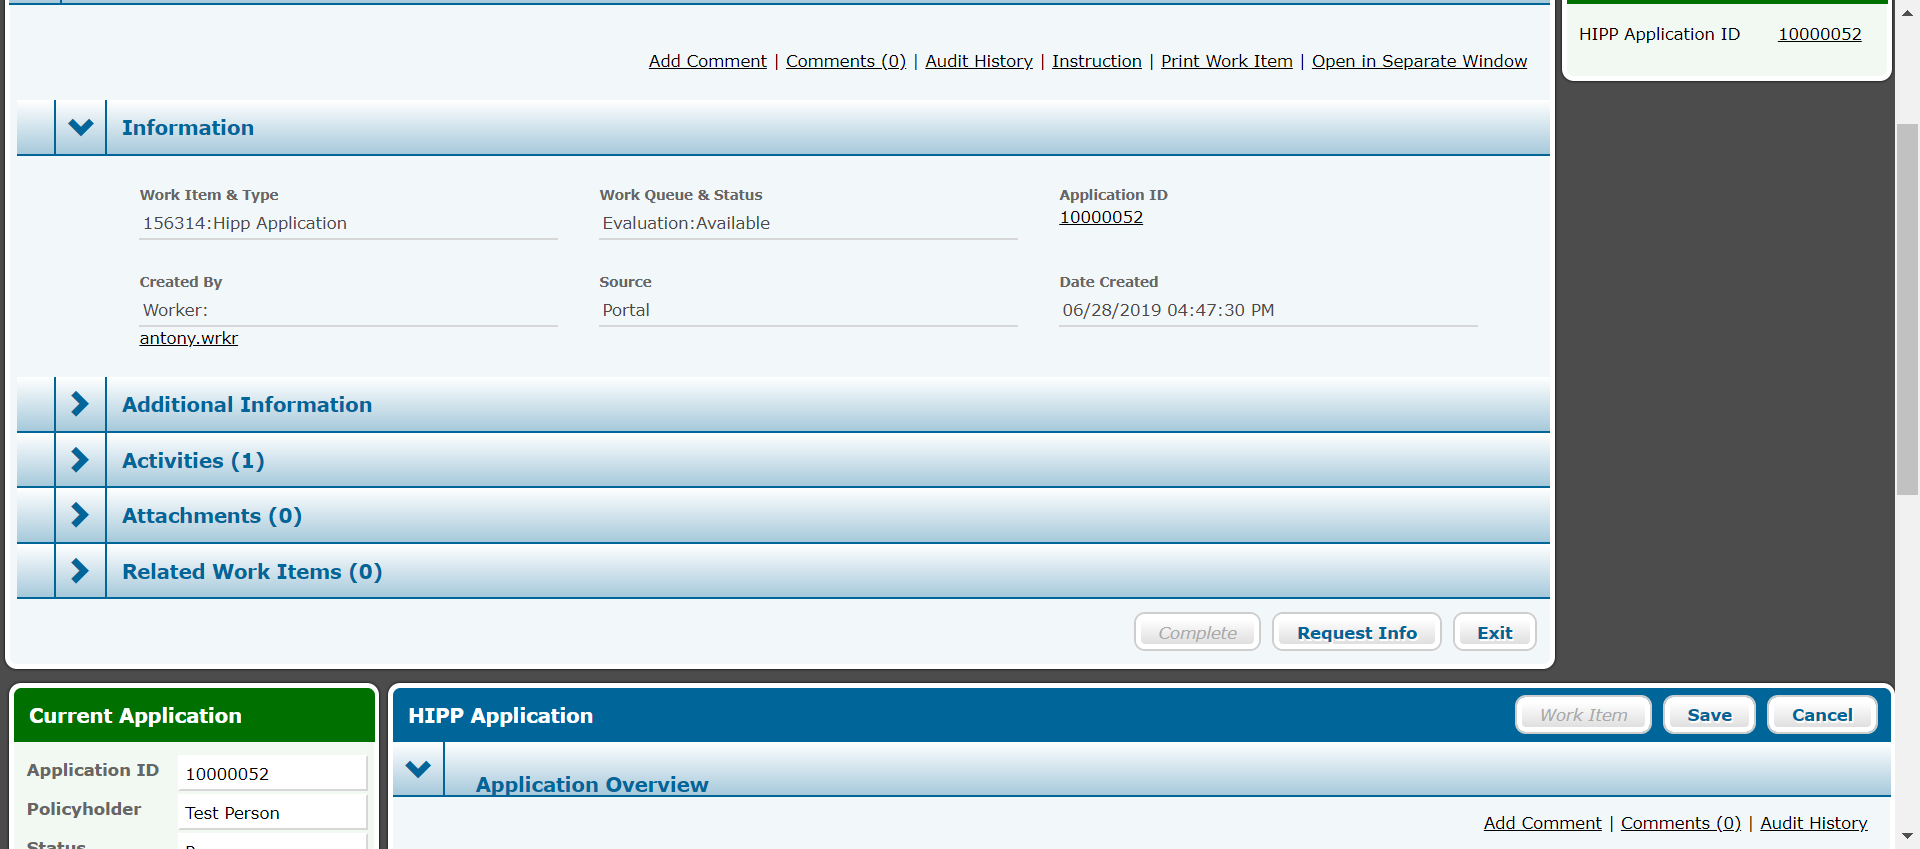 HIPP Application ID 10000052
Add Comment | Comments (0) | Audit History | Instruction | Print Work Item | Open in Separate Window
Information
Work Item & Type Work Queue & Status Application ID
156314:Hipp Application Evaluation:Available 10000052
Created By Source Date Created
Worker: Portal 06/28/2019 04:47:30 PM
antony.wrkr
Additional Information
Activities (1)
Attachments (0)
Related Work Items (0)
Complete Request Info Exit
Current Application
Application ID 10000052
Policyholder Test Person
Status
HIPP Application Work Item Save Cancel
Application Overview
Add Comment | Comments (0) | Audit History